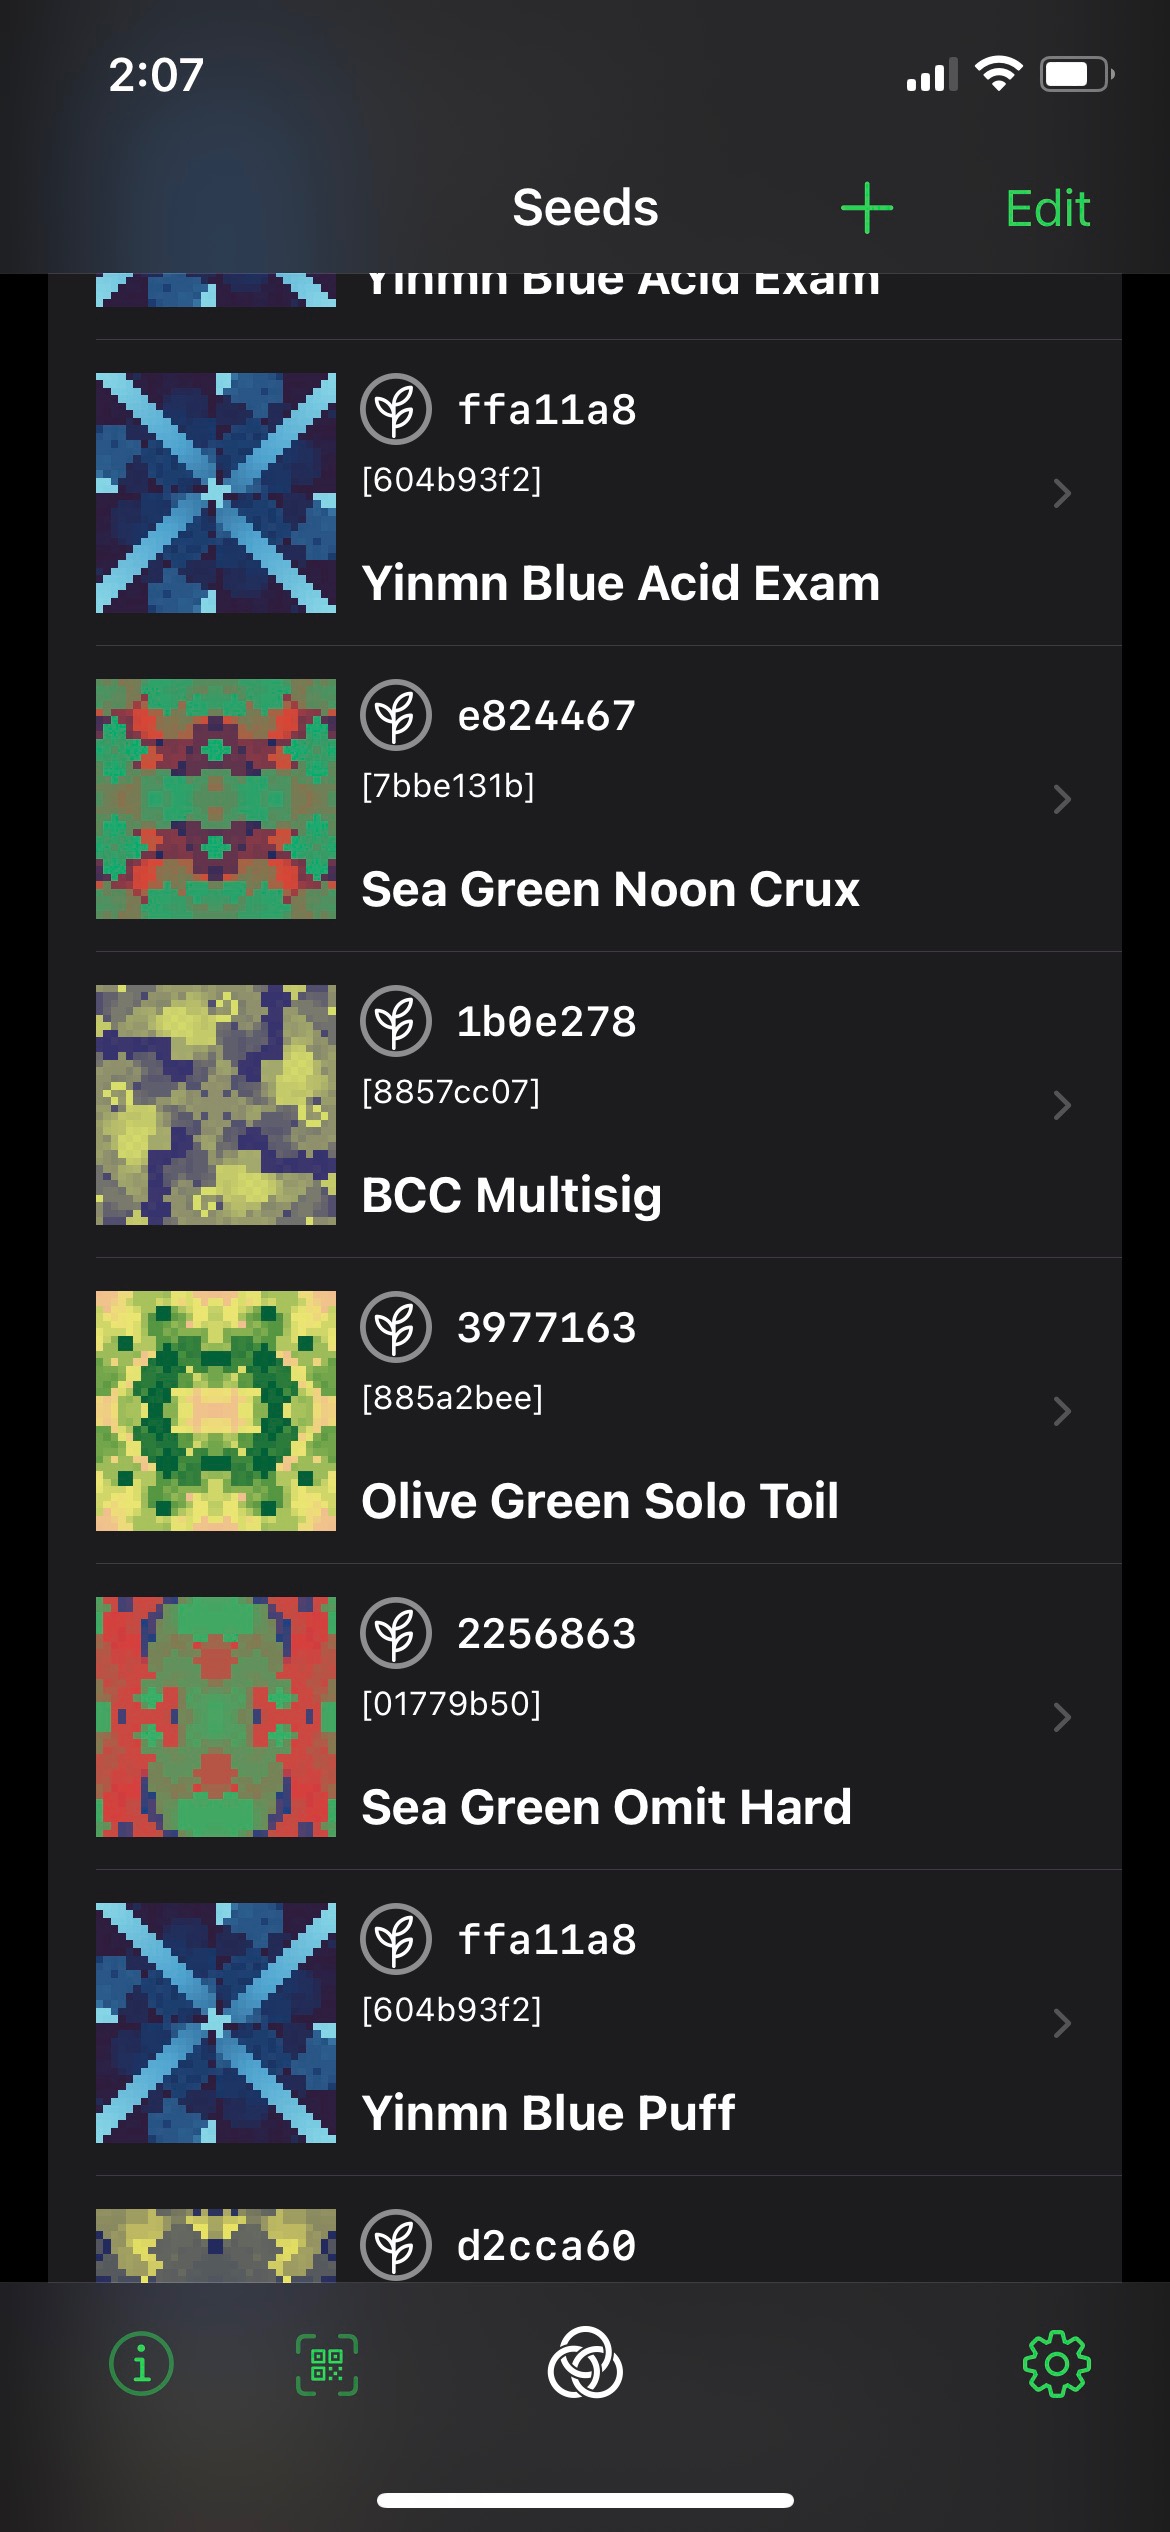 2:07
Seeds
Edit
Yinmn Blue Acid Exam
ffa11a8
[604b93f2]
Yinmn Blue Acid Exam
e824467
[7bbe131b]
Sea Green Noon Crux
1b0e278
[8857cc07]
BCC Multisig
3977163
[885a2bee]
Olive Green Solo Toil
2256863
[01779b50]
Sea Green Omit Hard
ffa11a8
[604b93f2]
Yinmn Blue Puff
d2cca60